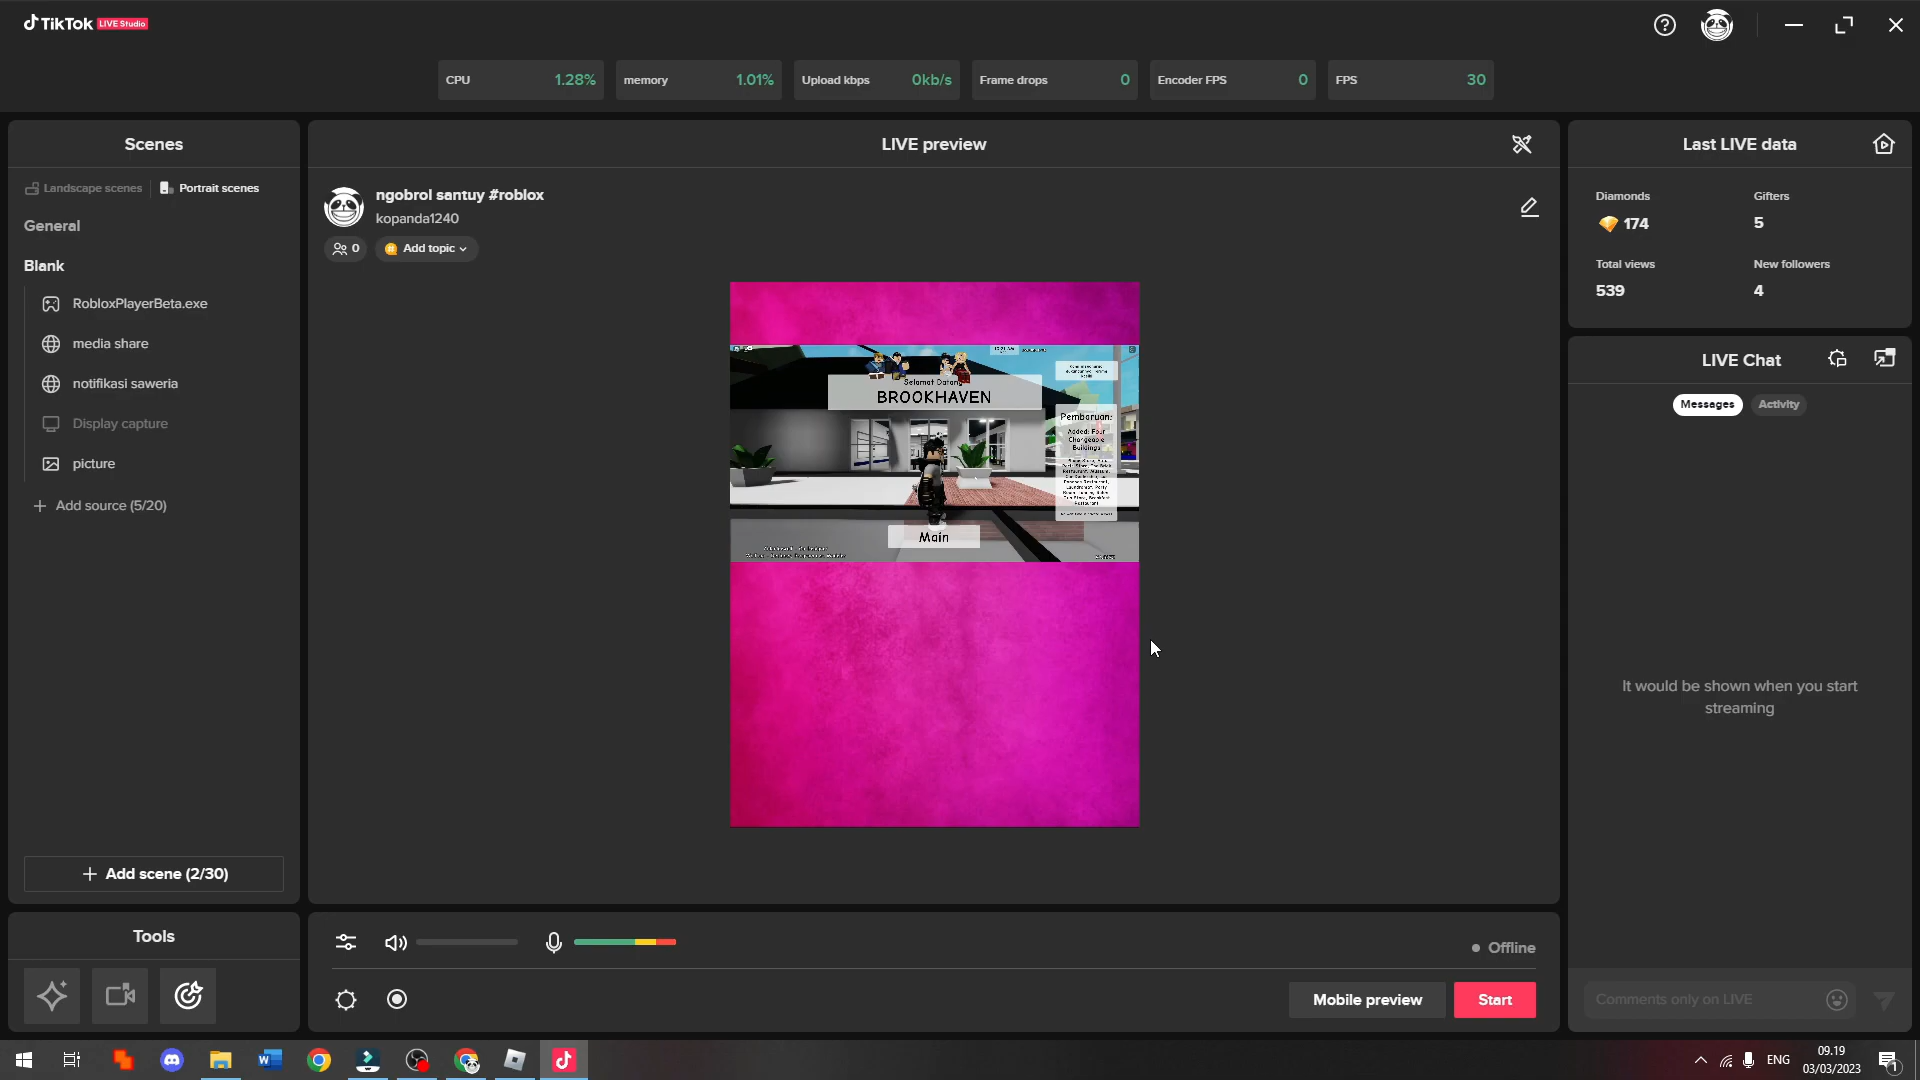 TikTok LIVE Studio
CPU 1.28%
memory 1.01%
Upload kbps 0kb/s
Frame drops 0
Encoder FPS 0
FPS 30
Scenes
Landscape scenes
Portrait scenes
General
Blank
RobloxPlayerBeta.exe
media share
notifikasi saweria
Display capture
picture
Add source (5/20)
Add scene (2/30)
Tools
LIVE preview
ngobrol santuy #roblox
kopanda1240
0
Add topic
Selamat Datang
BROOKHAVEN
Pembaruan:
Added: Four
Changeable
Buildings
Main
Offline
Mobile preview
Start
Last LIVE data
Diamonds
174
Gifters
5
Total views
539
New followers
4
LIVE Chat
Messages
Activity
It would be shown when you start
streaming
Comments only on LIVE
ENG
09.19
03/03/2023
1